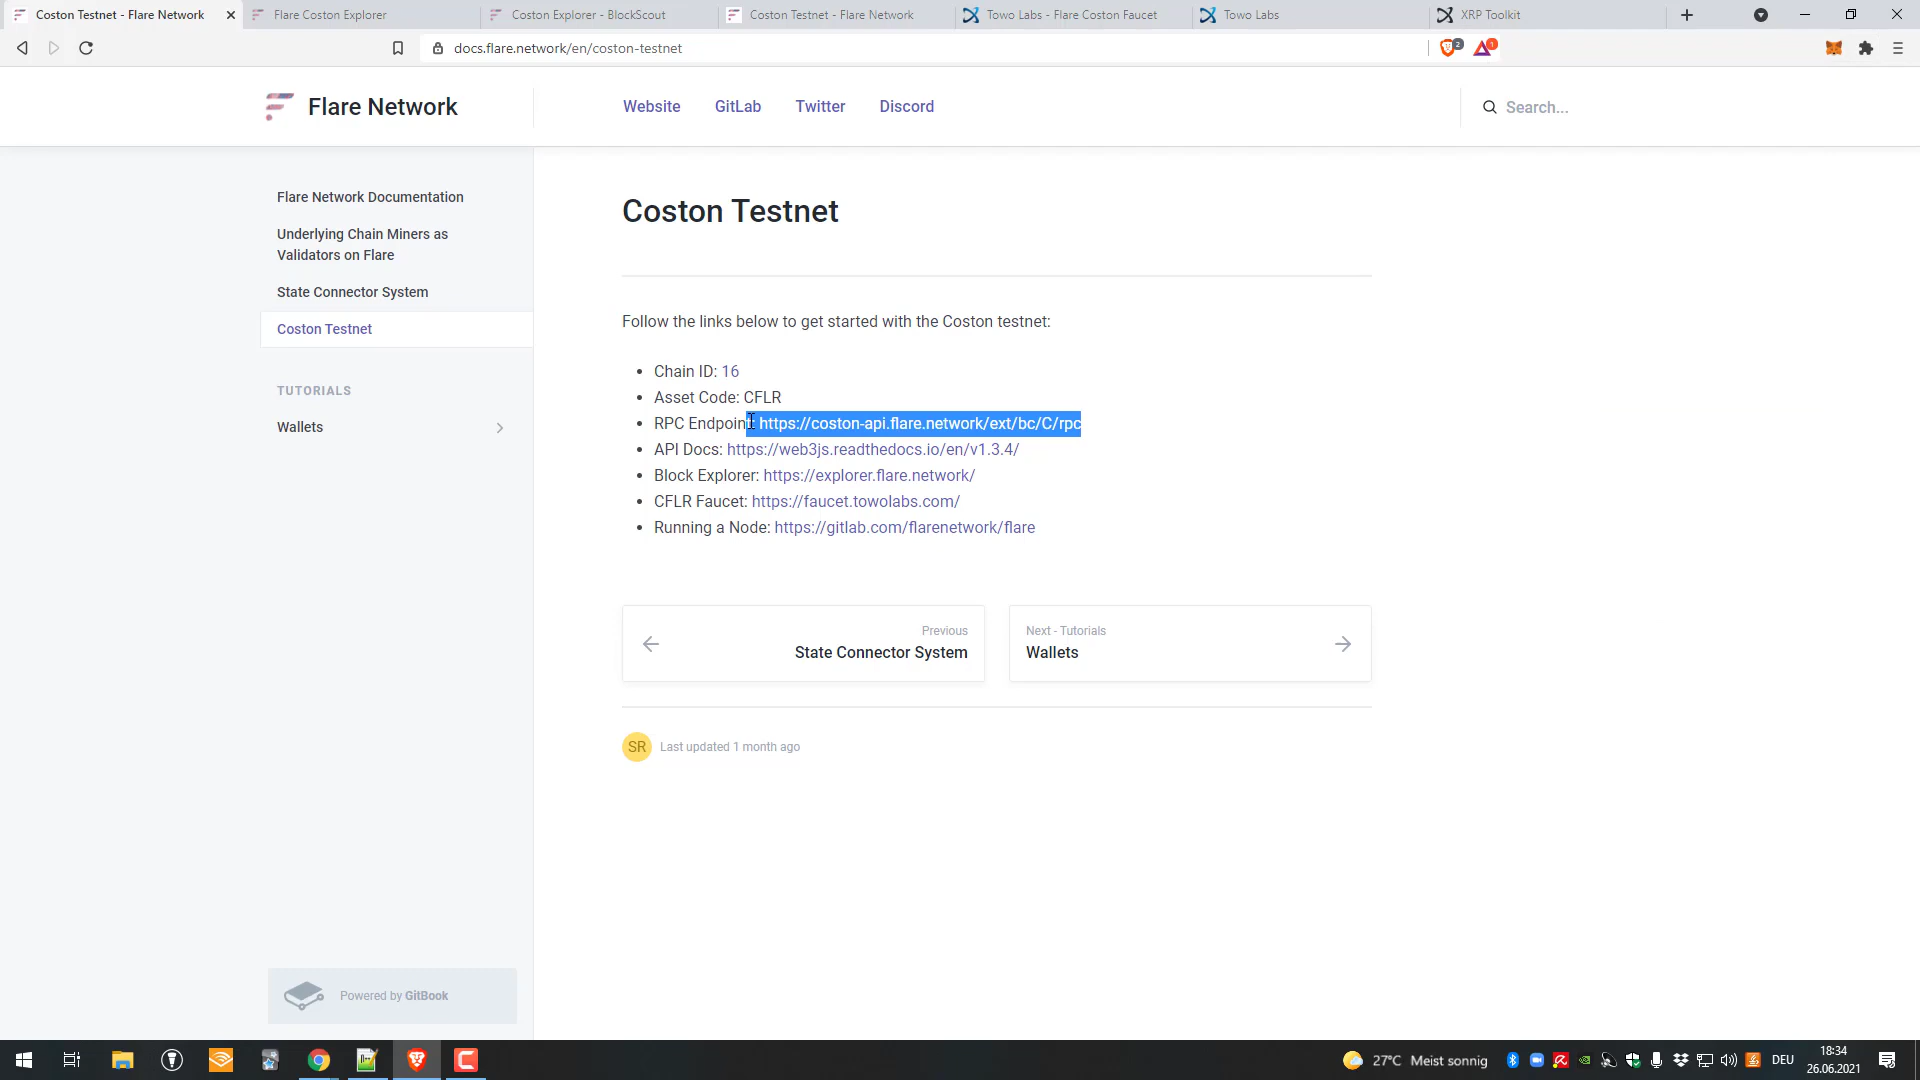 Coston Testnet - Flare Network
Flare Coston Explorer
Coston Explorer - BlockScout
Coston Testnet - Flare Network
Towo Labs - Flare Coston Faucet
Towo Labs
XRP Toolkit
docs.flare.network/en/coston-testnet
2
1
Flare Network
Website
GitLab
Twitter
Discord
Search...
Flare Network Documentation
Underlying Chain Miners as
Validators on Flare
State Connector System
Coston Testnet
TUTORIALS
Wallets
Coston Testnet
Follow the links below to get started with the Coston testnet:
• Chain ID: 16
• Asset Code: CFLR
• RPC Endpoint: https://coston-api.flare.network/ext/bc/C/rpc
• API Docs: https://web3js.readthedocs.io/en/v1.3.4/
• Block Explorer: https://explorer.flare.network/
• CFLR Faucet: https://faucet.towolabs.com/
• Running a Node: https://gitlab.com/flarenetwork/flare
Previous
State Connector System
Next - Tutorials
Wallets
SR
Last updated 1 month ago
Powered by GitBook
27°C Meist sonnig
DEU
18:34
26.06.2021